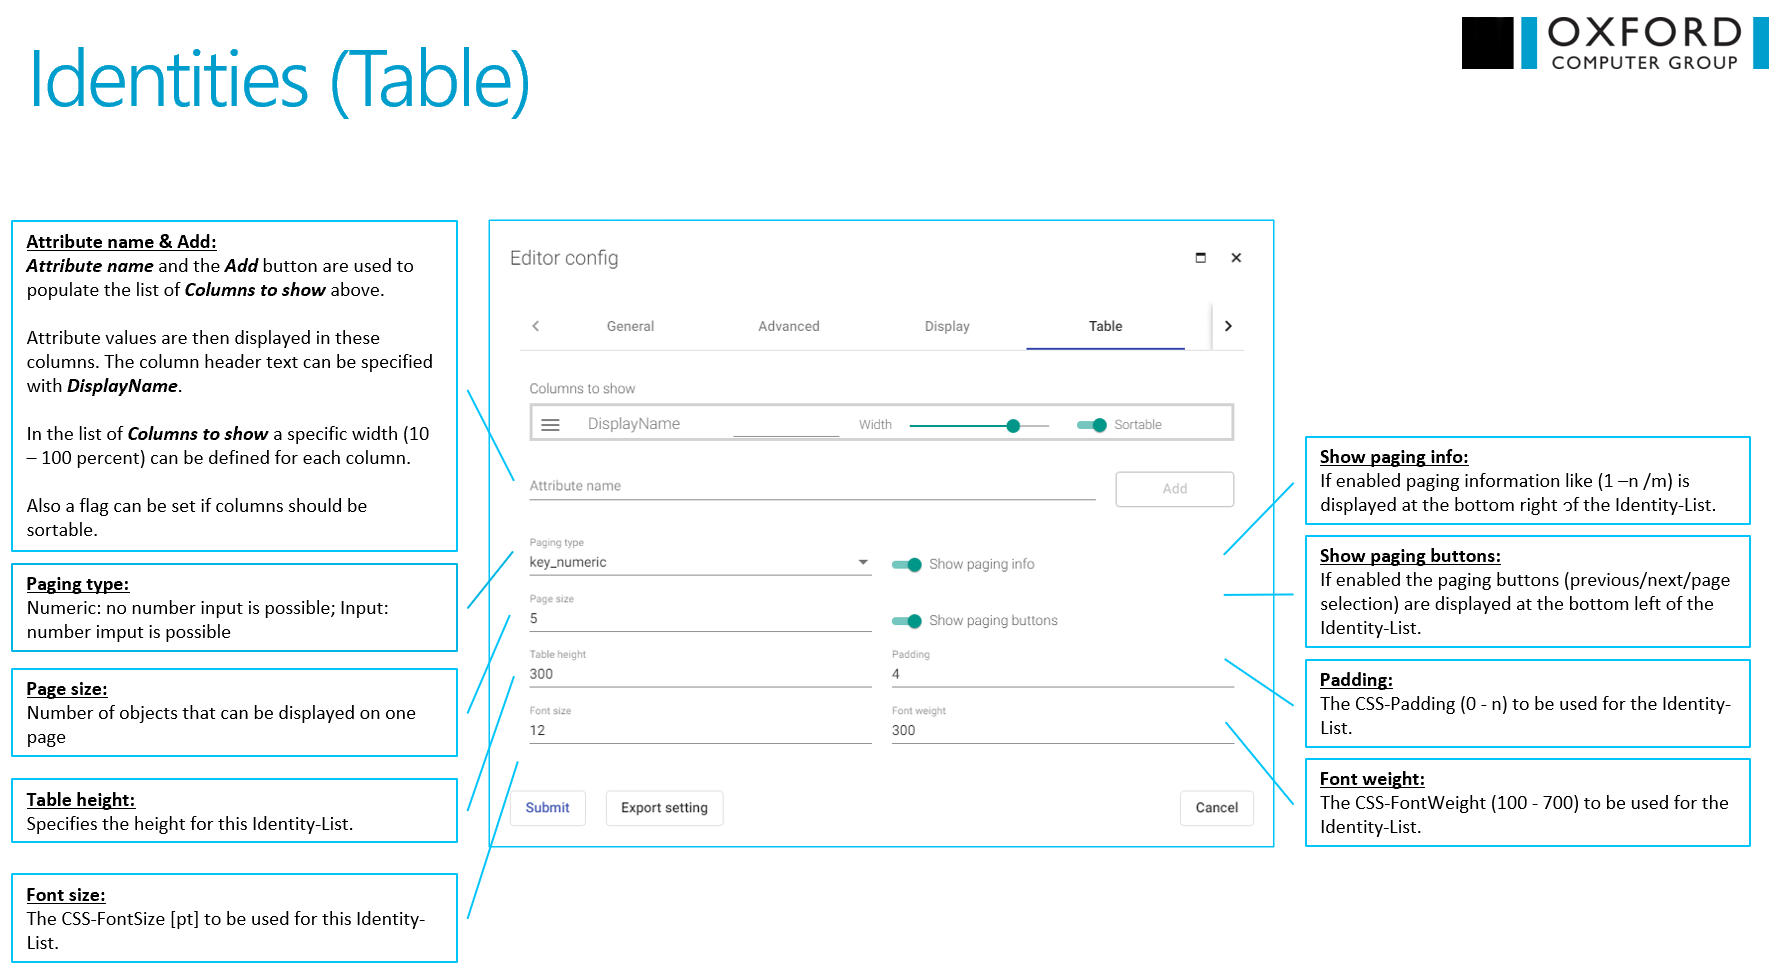 Identities (Table)
OXFORD
COMPUTER GROUP
Attribute name & Add:
Attribute name and the Add button are used to
populate the list of Columns to show above.
Attribute values are then displayed in these
columns. The column header text can be specified
with DisplayName.
In the list of Columns to show a specific width (10
– 100 percent) can be defined for each column.
Also a flag can be set if columns should be
sortable.
Paging type:
Numeric: no number input is possible; Input:
number imput is possible
Page size:
Number of objects that can be displayed on one
page
Table height:
Specifies the height for this Identity-List.
Font size:
The CSS-FontSize [pt] to be used for this Identity-
List.
Editor config
General Advanced Display Table
Columns to show
DisplayName Width Sortable
Attribute name Add
Paging type
key_numeric Show paging info
Page size
5 Show paging buttons
Table height Padding
300 4
Font size Font weight
12 300
Submit Export setting Cancel
Show paging info:
If enabled paging information like (1 –n /m) is
displayed at the bottom right of the Identity-List.
Show paging buttons:
If enabled the paging buttons (previous/next/page
selection) are displayed at the bottom left of the
Identity-List.
Padding:
The CSS-Padding (0 - n) to be used for the Identity-
List.
Font weight:
The CSS-FontWeight (100 - 700) to be used for the
Identity-List.